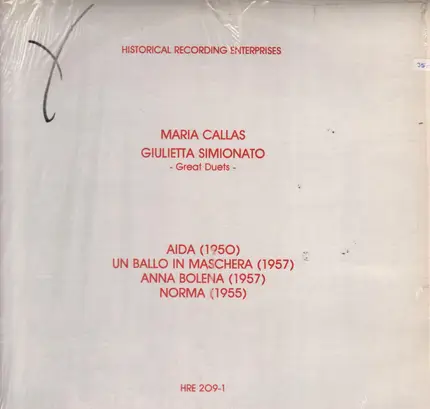 HISTORICAL RECORDING ENTERPRISES
MARIA CALLAS
GIULIETTA SIMIONATO
- Great Duets -
AIDA (1950)
UN BALLO IN MASCHERA (1957)
ANNA BOLENA (1957)
NORMA (1955)
HRE 209-1